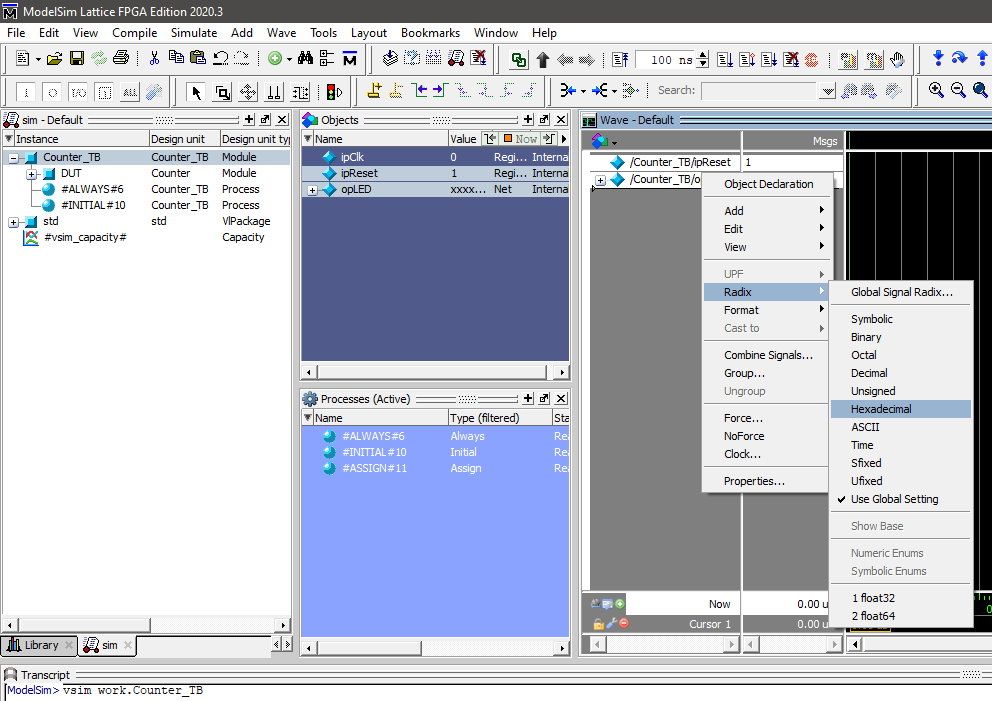 ModelSim Lattice FPGA Edition 2020.3
File Edit View Compile Simulate Add Wave Tools Layout Bookmarks Window Help
100 ns
ALL
Search:
sim - Default
Instance Design unit Design unit typ
Counter_TB Counter_TB Module
DUT Counter Module
#ALWAYS#6 Counter_TB Process
#INITIAL#10 Counter_TB Process
std std VlPackage
#vsim_capacity# Capacity
Library sim
Objects
Name Value Now
ipClk 0 Regi... Interna
ipReset 1 Regi... Interna
opLED xxxx... Net Interna
Processes (Active)
Name Type (filtered) Sta
#ALWAYS#6 Always Rea
#INITIAL#10 Initial Rea
#ASSIGN#11 Assign Rea
Wave - Default
Msgs
/Counter_TB/ipReset 1
/Counter_TB/o
Now 0.00 u
Cursor 1 0.00 u
Object Declaration
Add
Edit
View
UPF
Radix
Format
Cast to
Combine Signals...
Group...
Ungroup
Force...
NoForce
Clock...
Properties...
Global Signal Radix...
Symbolic
Binary
Octal
Decimal
Unsigned
Hexadecimal
ASCII
Time
Sfixed
Ufixed
Use Global Setting
Show Base
Numeric Enums
Symbolic Enums
1 float32
2 float64
Transcript
ModelSim> vsim work.Counter_TB